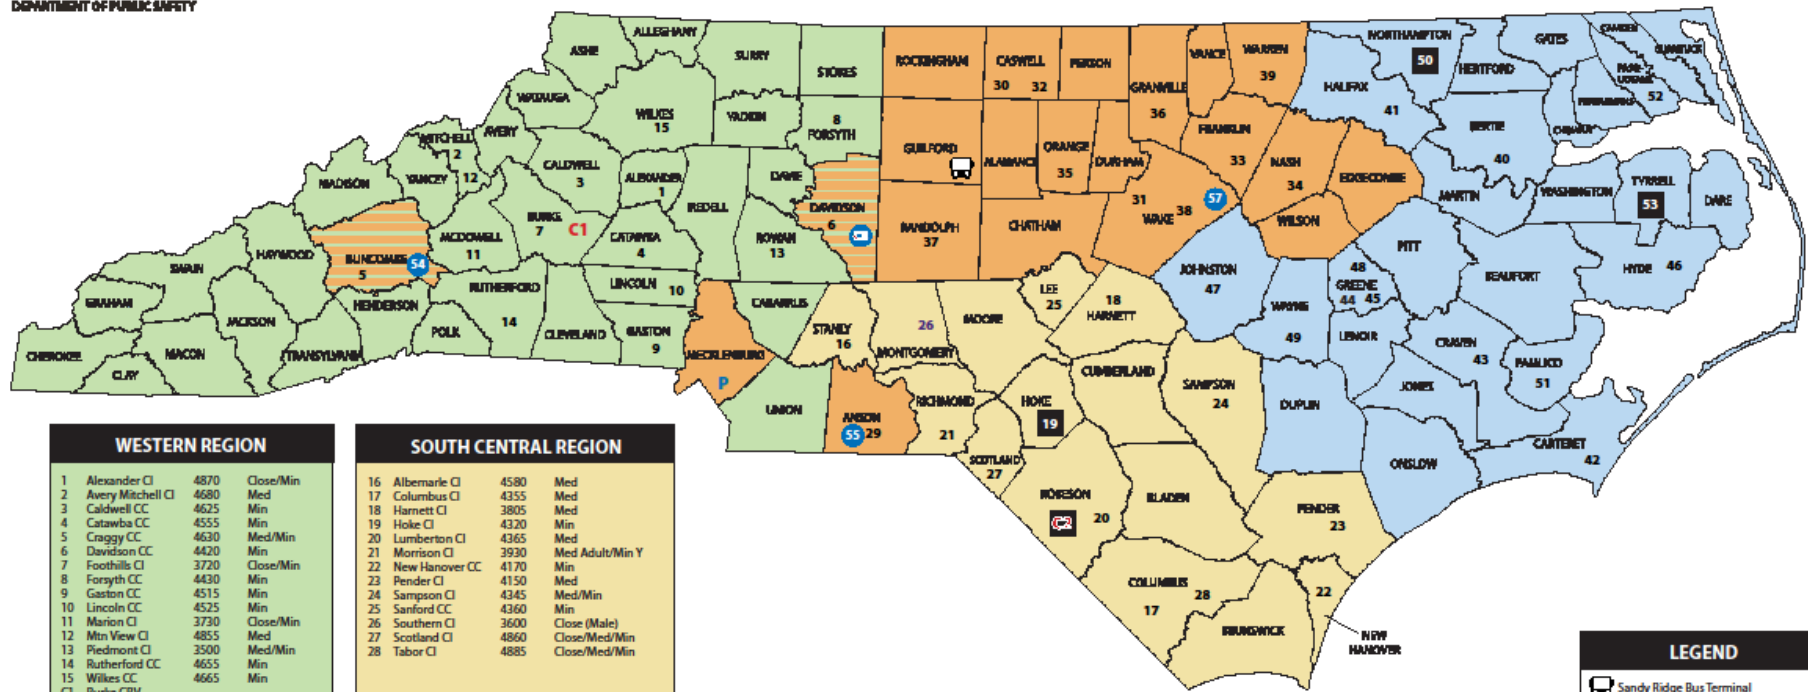 DEPARTMENT OF PUBLIC SAFETY
ALLEGHANY
ASHE
SURRY
STOKES
ROCKINGHAM
CASWELL
30 32
PERSON
GRANVILLE
36
VANCE
WARREN
39
NORTHAMPTON
50
HALIFAX
41
HERTFORD
GATES
CAMDEN
CURRITUCK
52
WATAUGA
WILKES
15
YADKIN
8
FORSYTH
GUILFORD
ALAMANCE
ORANGE
35
DURHAM
FRANKLIN
33
NASH
34
EDGECOMBE
BERTIE
40
CHOWAN
MITCHELL
2
AVERY
12
YANCEY
MADISON
CALDWELL
3
ALEXANDER
1
IREDELL
DAVIE
DAVIDSON
6
RANDOLPH
37
CHATHAM
31
WAKE 38
57
WILSON
MARTIN
WASHINGTON
TYRRELL
53
DARE
HAYWOOD
BUNCOMBE
5
54
MCDOWELL
11
BURKE
7
C1
CATAWBA
4
ROWAN
13
JOHNSTON
47
48
GREENE
44 45
PITT
BEAUFORT
HYDE 46
SWAIN
GRAHAM
JACKSON
HENDERSON
RUTHERFORD
14
POLK
LINCOLN 10
CLEVELAND
GASTON
9
CABARRUS
STANLY
16
26
MONTGOMERY
MOORE
LEE
25
18
HARNETT
WAYNE
49
LENOIR
CRAVEN
43
PAMLICO
51
CHEROKEE
CLAY
MACON
TRANSYLVANIA
MECKLENBURG
P
UNION
ANSON
55 29
RICHMOND
21
HOKE
19
CUMBERLAND
SAMPSON
24
DUPLIN
JONES
CARTERET
42
ONSLOW
SCOTLAND
27
ROBESON
C2 20
BLADEN
PENDER
23
COLUMBUS
17 28
BRUNSWICK
22
NEW
HANOVER
WESTERN REGION
1 Alexander CI 4870 Close/Min
2 Avery Mitchell CI 4680 Med
3 Caldwell CC 4625 Min
4 Catawba CC 4555 Min
5 Craggy CC 4630 Med/Min
6 Davidson CC 4420 Min
7 Foothills CI 3720 Close/Min
8 Forsyth CC 4430 Min
9 Gaston CC 4515 Min
10 Lincoln CC 4525 Min
11 Marion CI 3730 Close/Min
12 Mtn View CI 4855 Med
13 Piedmont CI 3500 Med/Min
14 Rutherford CC 4655 Min
15 Wilkes CC 4665 Min
SOUTH CENTRAL REGION
16 Albemarle CI 4580 Med
17 Columbus CI 4355 Med
18 Harnett CI 3805 Med
19 Hoke CI 4320 Min
20 Lumberton CI 4365 Med
21 Morrison CI 3930 Med Adult/Min Y
22 New Hanover CC 4170 Min
23 Pender CI 4150 Med
24 Sampson CI 4345 Med/Min
25 Sanford CC 4360 Min
26 Southern CI 3600 Close (Male)
27 Scotland CI 4860 Close/Med/Min
28 Tabor CI 4885 Close/Med/Min
LEGEND
Sandy Ridge Bus Terminal